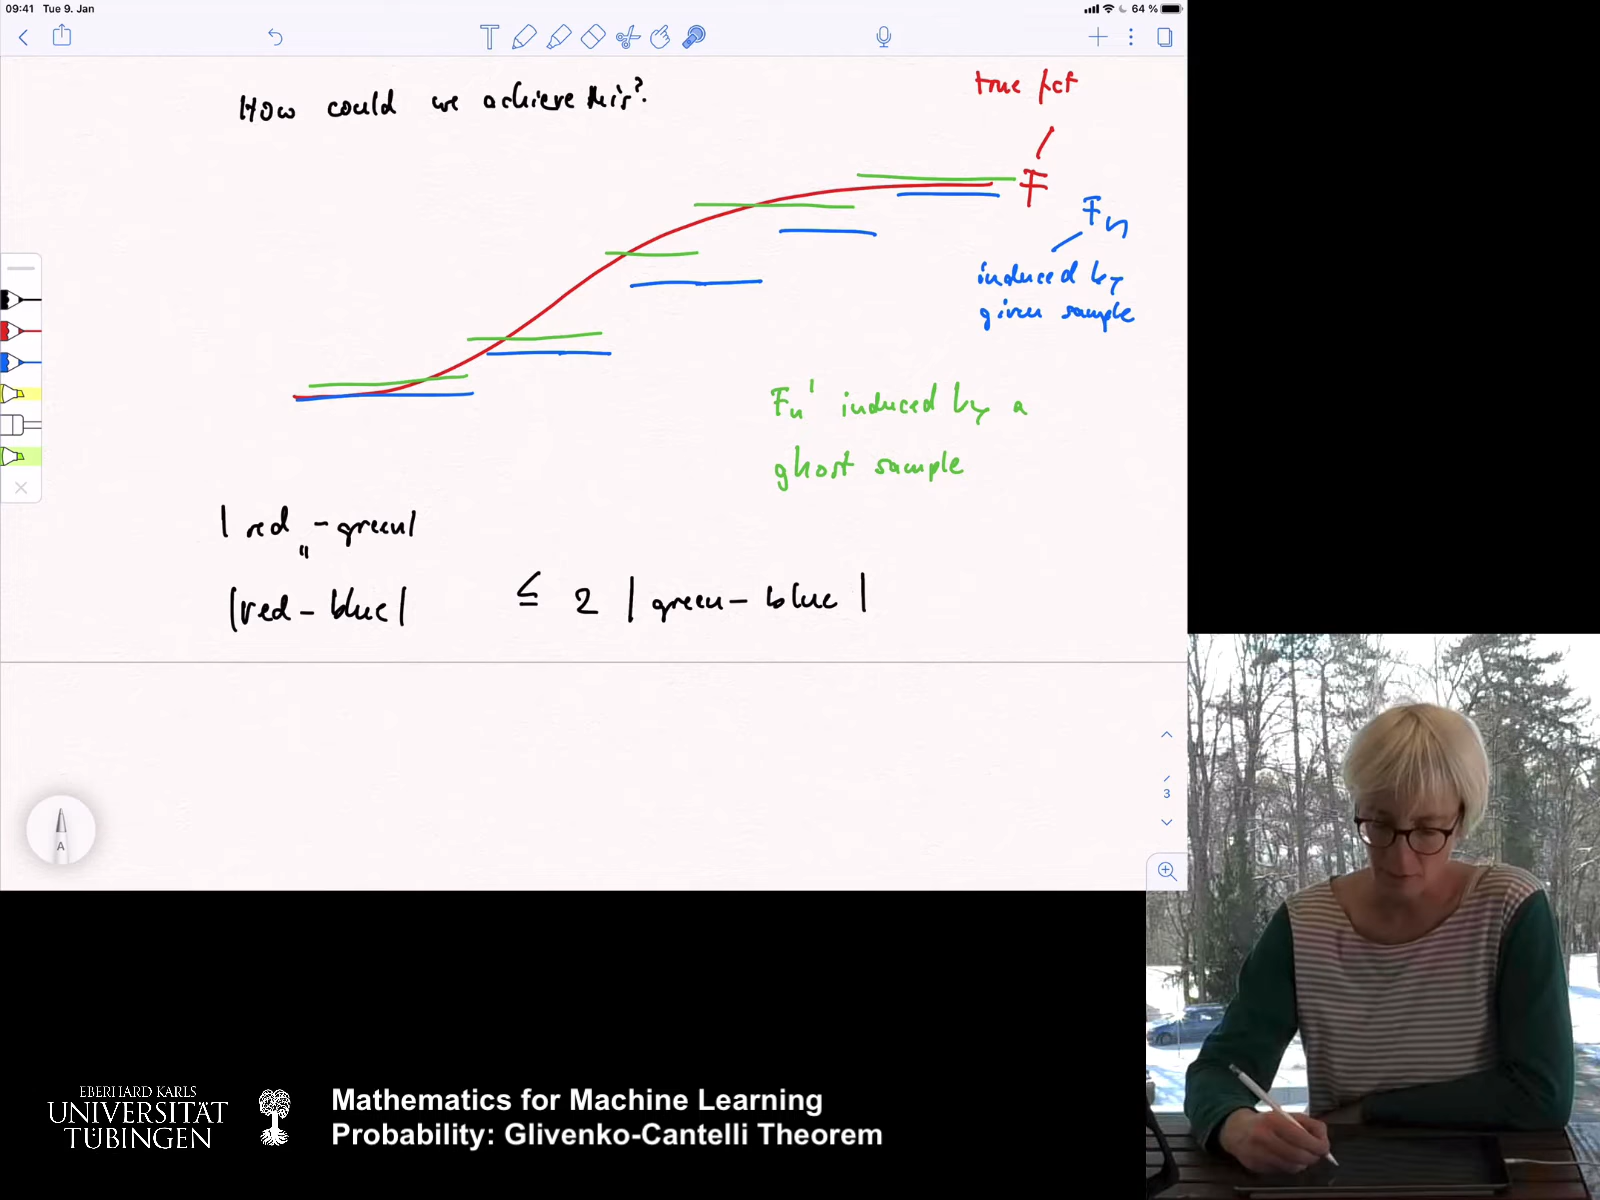 09:41 Tue 9. Jan
64 %
T
How could we achieve this?
true fct
F
Fn
induced by
given sample
Fn' induced by a
ghost sample
| red - green|
"
|red - blue| ≤ 2 | green - blue |
3
A
EBERHARD KARLS
UNIVERSITÄT
TÜBINGEN
Mathematics for Machine Learning
Probability: Glivenko-Cantelli Theorem